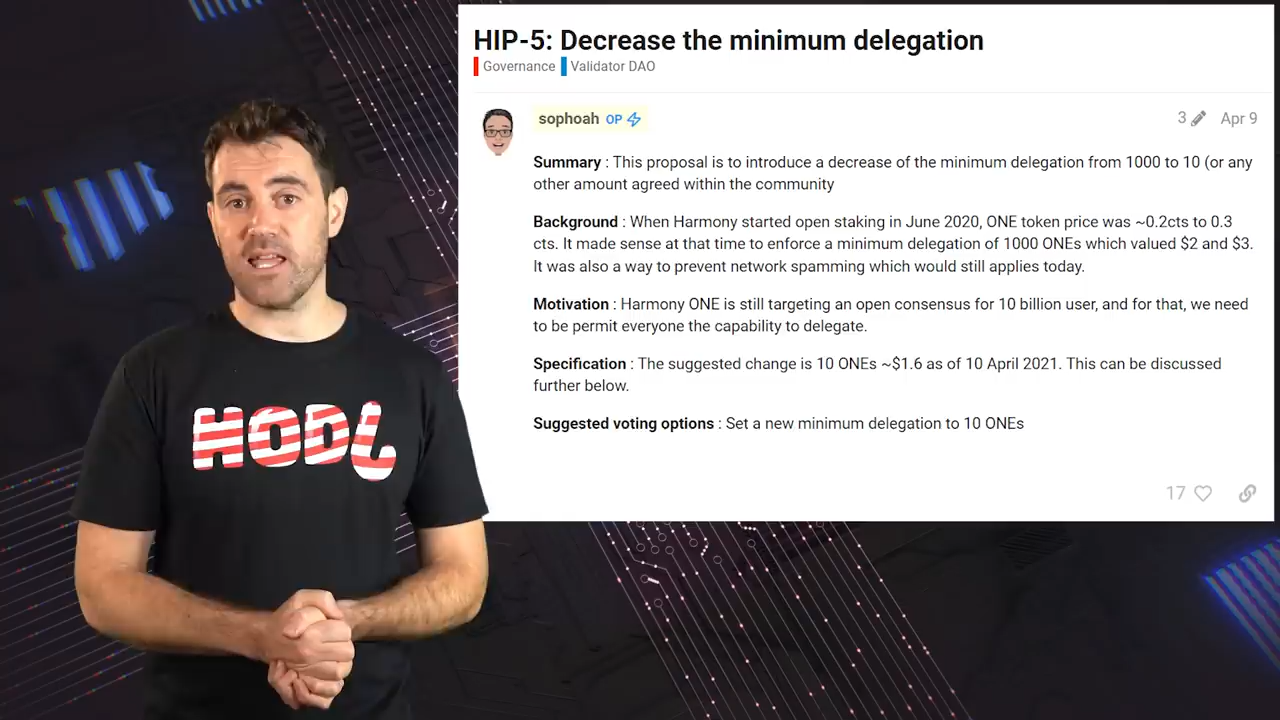 HIP-5: Decrease the minimum delegation
Governance Validator DAO
sophoah OP 3 Apr 9
Summary : This proposal is to introduce a decrease of the minimum delegation from 1000 to 10 (or any
other amount agreed within the community
Background : When Harmony started open staking in June 2020, ONE token price was ~0.2cts to 0.3
cts. It made sense at that time to enforce a minimum delegation of 1000 ONEs which valued $2 and $3.
It was also a way to prevent network spamming which would still applies today.
Motivation : Harmony ONE is still targeting an open consensus for 10 billion user, and for that, we need
to be permit everyone the capability to delegate.
Specification : The suggested change is 10 ONEs ~$1.6 as of 10 April 2021. This can be discussed
further below.
Suggested voting options : Set a new minimum delegation to 10 ONEs
17
HODL